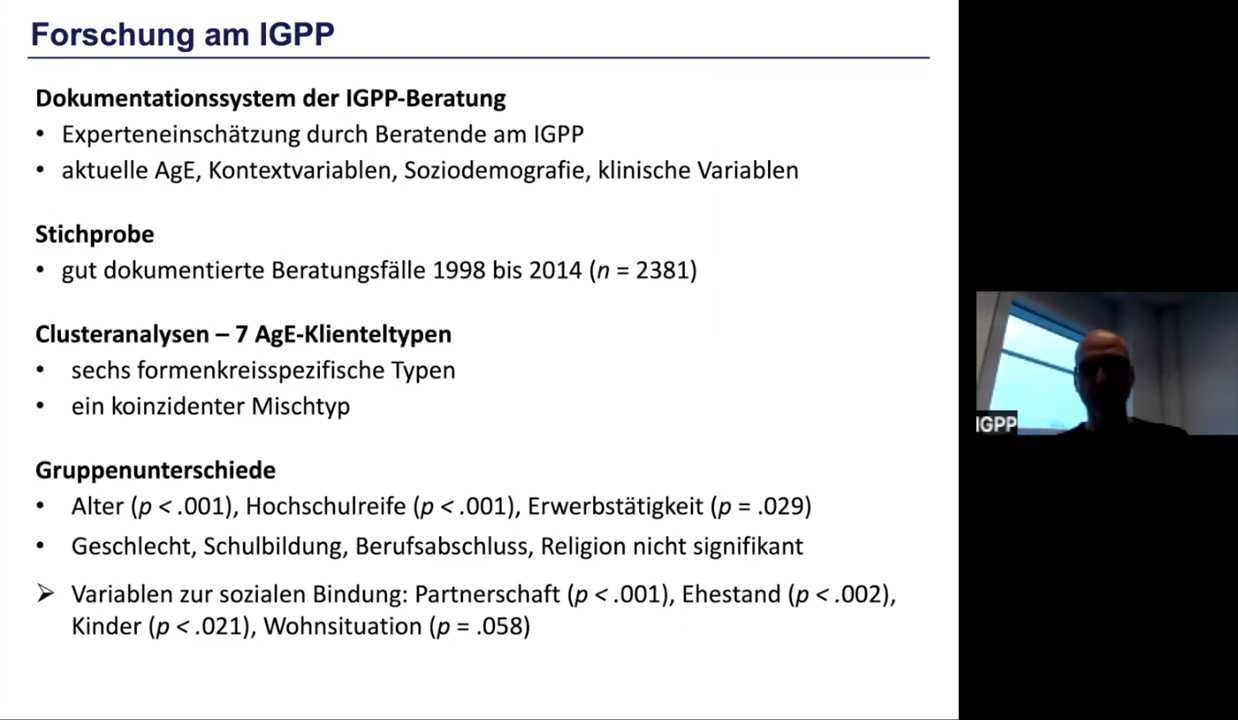 Forschung am IGPP
Dokumentationssystem der IGPP-Beratung
• Experteneinschätzung durch Beratende am IGPP
• aktuelle AgE, Kontextvariablen, Soziodemografie, klinische Variablen
Stichprobe
• gut dokumentierte Beratungsfälle 1998 bis 2014 (n = 2381)
Clusteranalysen – 7 AgE-Klienteltypen
• sechs formenkreisspezifische Typen
• ein koinzidenter Mischtyp
Gruppenunterschiede
• Alter (p < .001), Hochschulreife (p < .001), Erwerbstätigkeit (p = .029)
• Geschlecht, Schulbildung, Berufsabschluss, Religion nicht signifikant
➢ Variablen zur sozialen Bindung: Partnerschaft (p < .001), Ehestand (p < .002),
Kinder (p < .021), Wohnsituation (p = .058)
IGPP